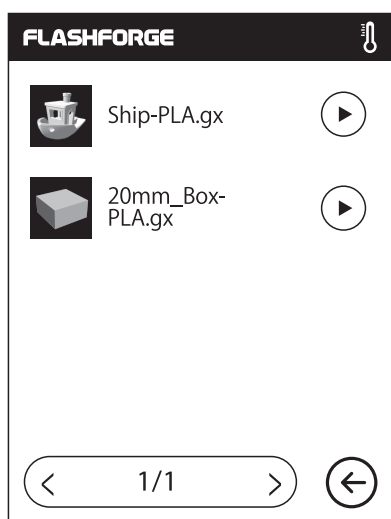 FLASHFORGE
Ship-PLA.gx
20mm_Box-
PLA.gx
1/1